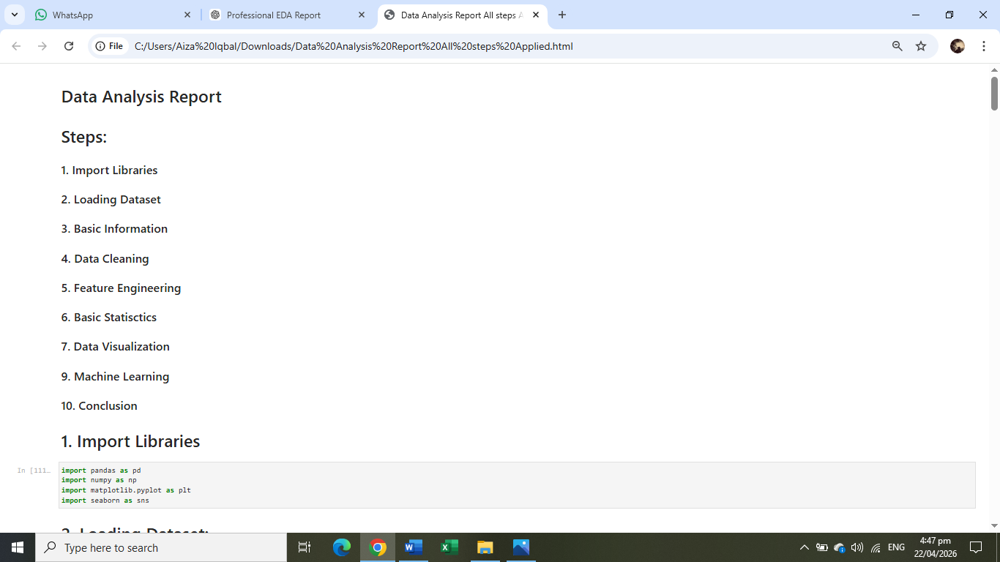 WhatsApp
Professional EDA Report
Data Analysis Report All steps A
File
C:/Users/Aiza%20Iqbal/Downloads/Data%20Analysis%20Report%20All%20steps%20Applied.html
Data Analysis Report
Steps:
1. Import Libraries
2. Loading Dataset
3. Basic Information
4. Data Cleaning
5. Feature Engineering
6. Basic Statisctics
7. Data Visualization
9. Machine Learning
10. Conclusion
1. Import Libraries
In [111…
import pandas as pd
import numpy as np
import matplotlib.pyplot as plt
import seaborn as sns
2. Loading Dataset:
Type here to search
ENG
4:47 pm
22/04/2026